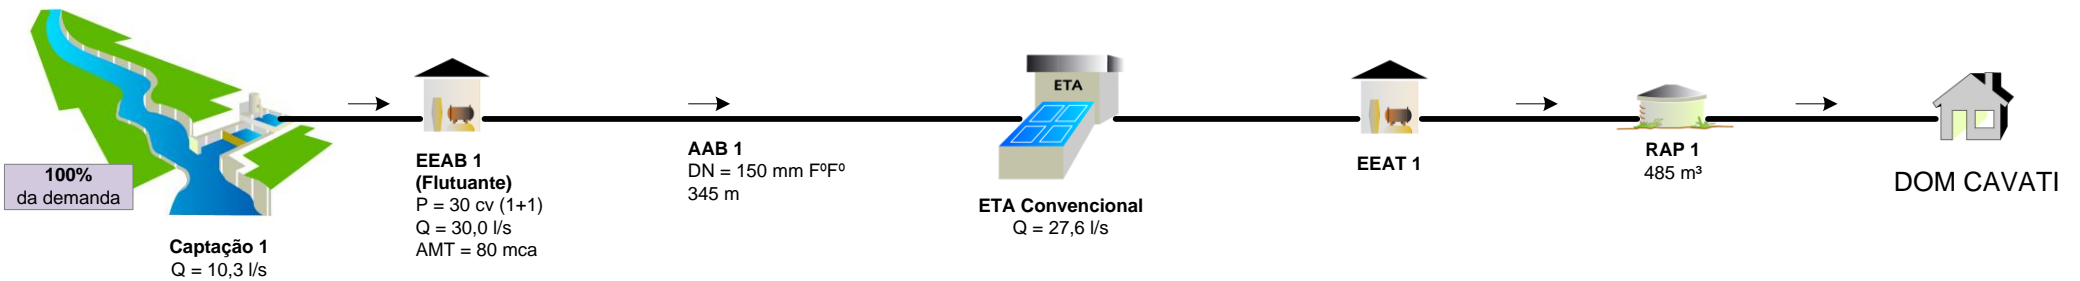 100%
da demanda
Captação 1
Q = 10,3 l/s
EEAB 1
(Flutuante)
P = 30 cv (1+1)
Q = 30,0 l/s
AMT = 80 mca
AAB 1
DN = 150 mm FºFº
345 m
ETA
ETA Convencional
Q = 27,6 l/s
EEAT 1
RAP 1
485 m³
DOM CAVATI